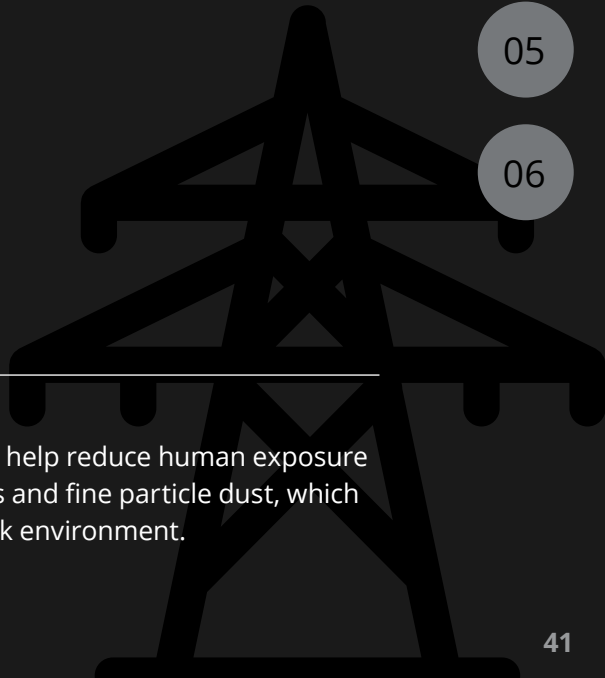 05
06
help reduce human exposure
s and fine particle dust, which
k environment.
41